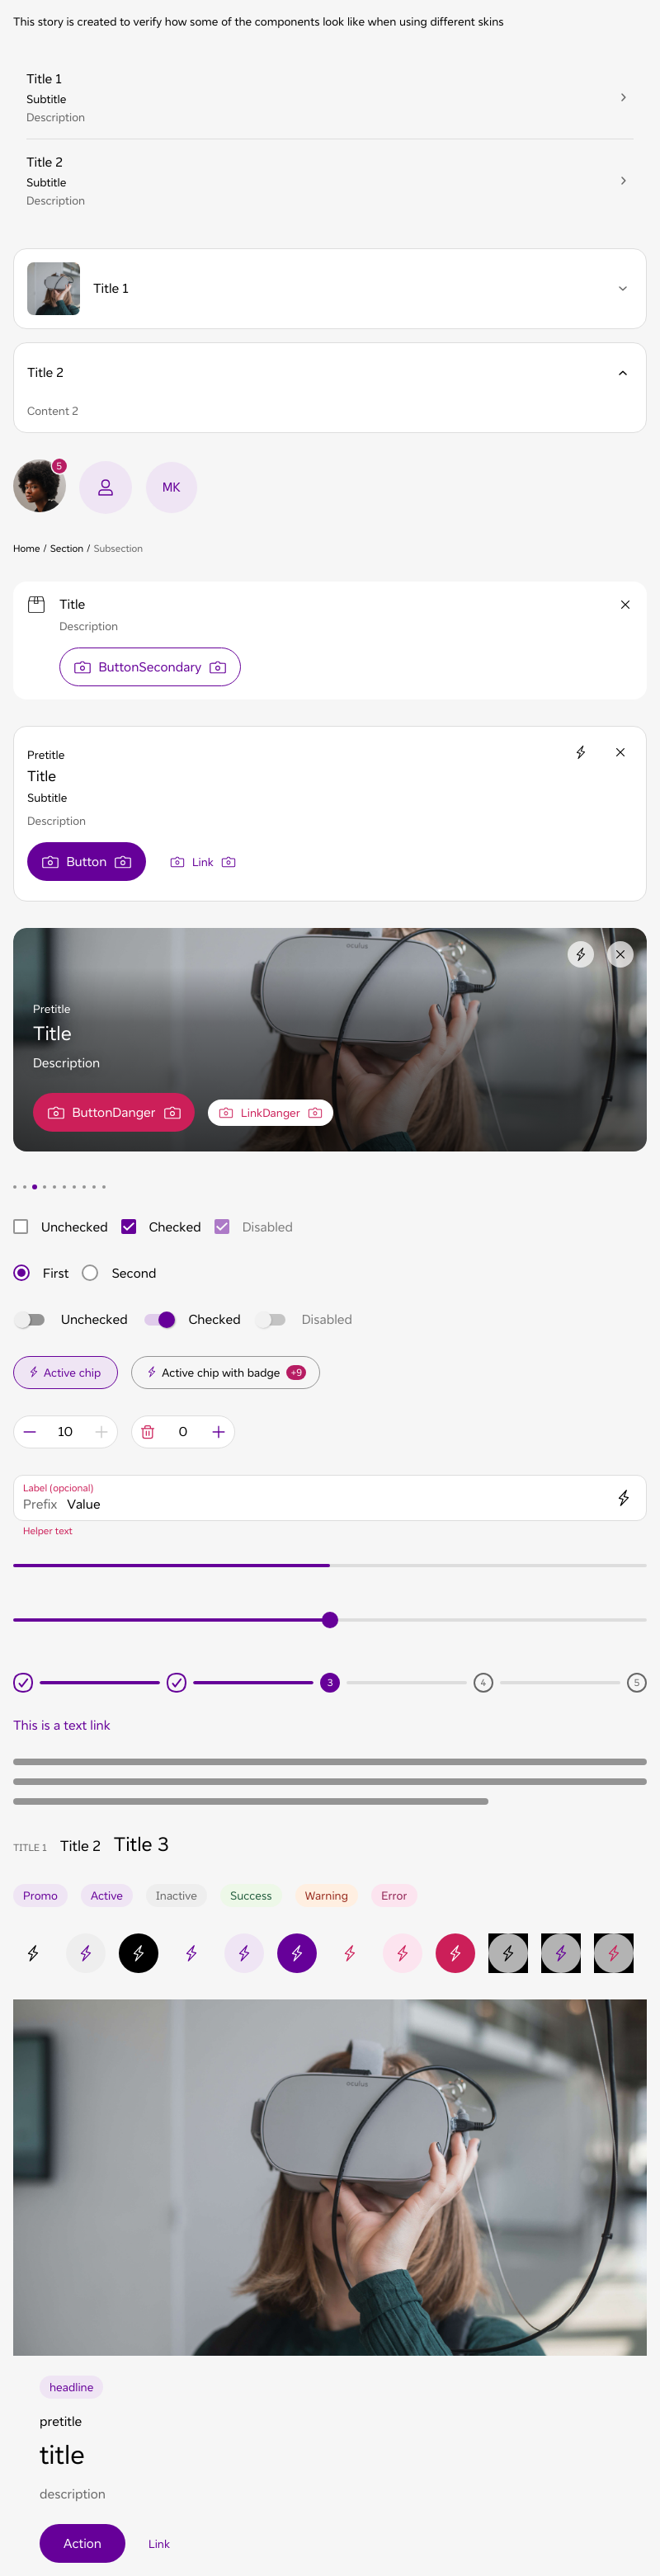 This story is created to verify how some of the components look like when using different skins
Title 1
Subtitle
Description
Title 2
Subtitle
Description
Title 1
Title 2
Content 2
5
MK
Home / Section / Subsection
Title
Description
ButtonSecondary
Pretitle
Title
Subtitle
Description
Button Link
oculus
Pretitle
Title
Description
ButtonDanger LinkDanger
Unchecked Checked Disabled
First Second
Unchecked Checked Disabled
Active chip Active chip with badge +9
10 0
Label (opcional)
Prefix Value
Helper text
3 4 5
This is a text link
TITLE 1 Title 2 Title 3
Promo Active Inactive Success Warning Error
oculus
headline
pretitle
title
description
Action Link